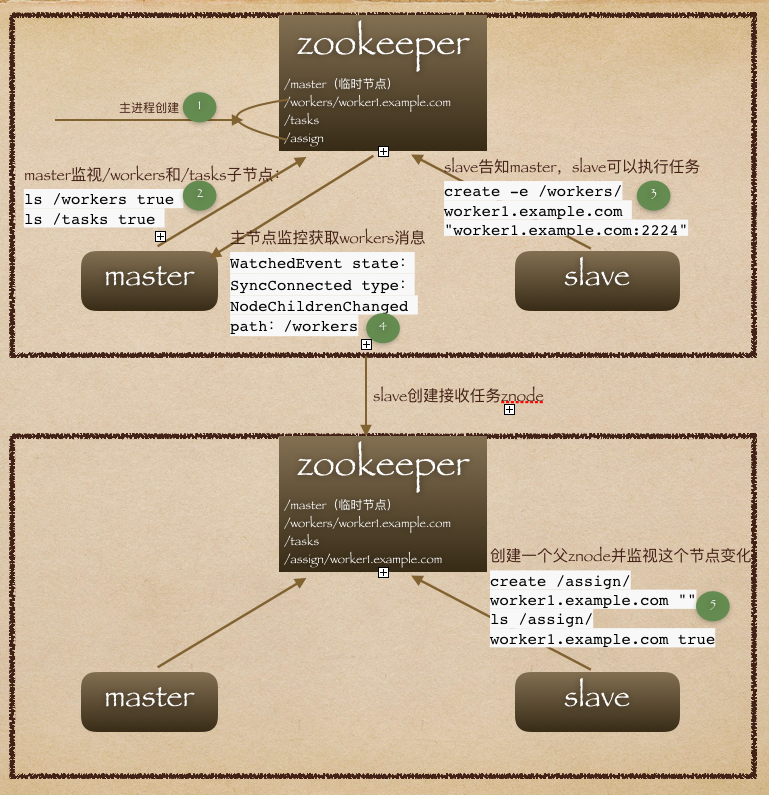 zookeeper
/master（临时节点）
/workers/worker1.example.com
/tasks
/assign
主进程创建
1
master监视/workers和/tasks子节点：
ls /workers true
2
ls /tasks true
slave告知master，slave可以执行任务
create -e /workers/
3
worker1.example.com
"worker1.example.com:2224"
主节点监控获取workers消息
WatchedEvent state：
SyncConnected type：
NodeChildrenChanged
path：/workers
4
master
slave
slave创建接收任务znode
zookeeper
/master（临时节点）
/workers/worker1.example.com
/tasks
/assign/worker1.example.com
创建一个父znode并监视这个节点变化
create /assign/
worker1.example.com ""
5
ls /assign/
worker1.example.com true
master
slave